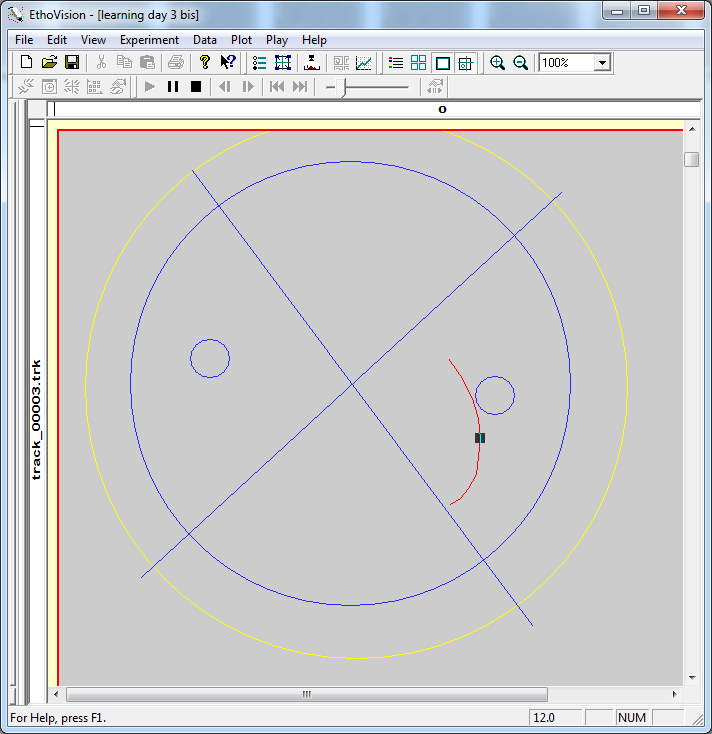 EthoVision - [learning day 3 bis]
File Edit View Experiment Data Plot Play Help
100%
o
track_00003.trk
For Help, press F1.
12.0
NUM